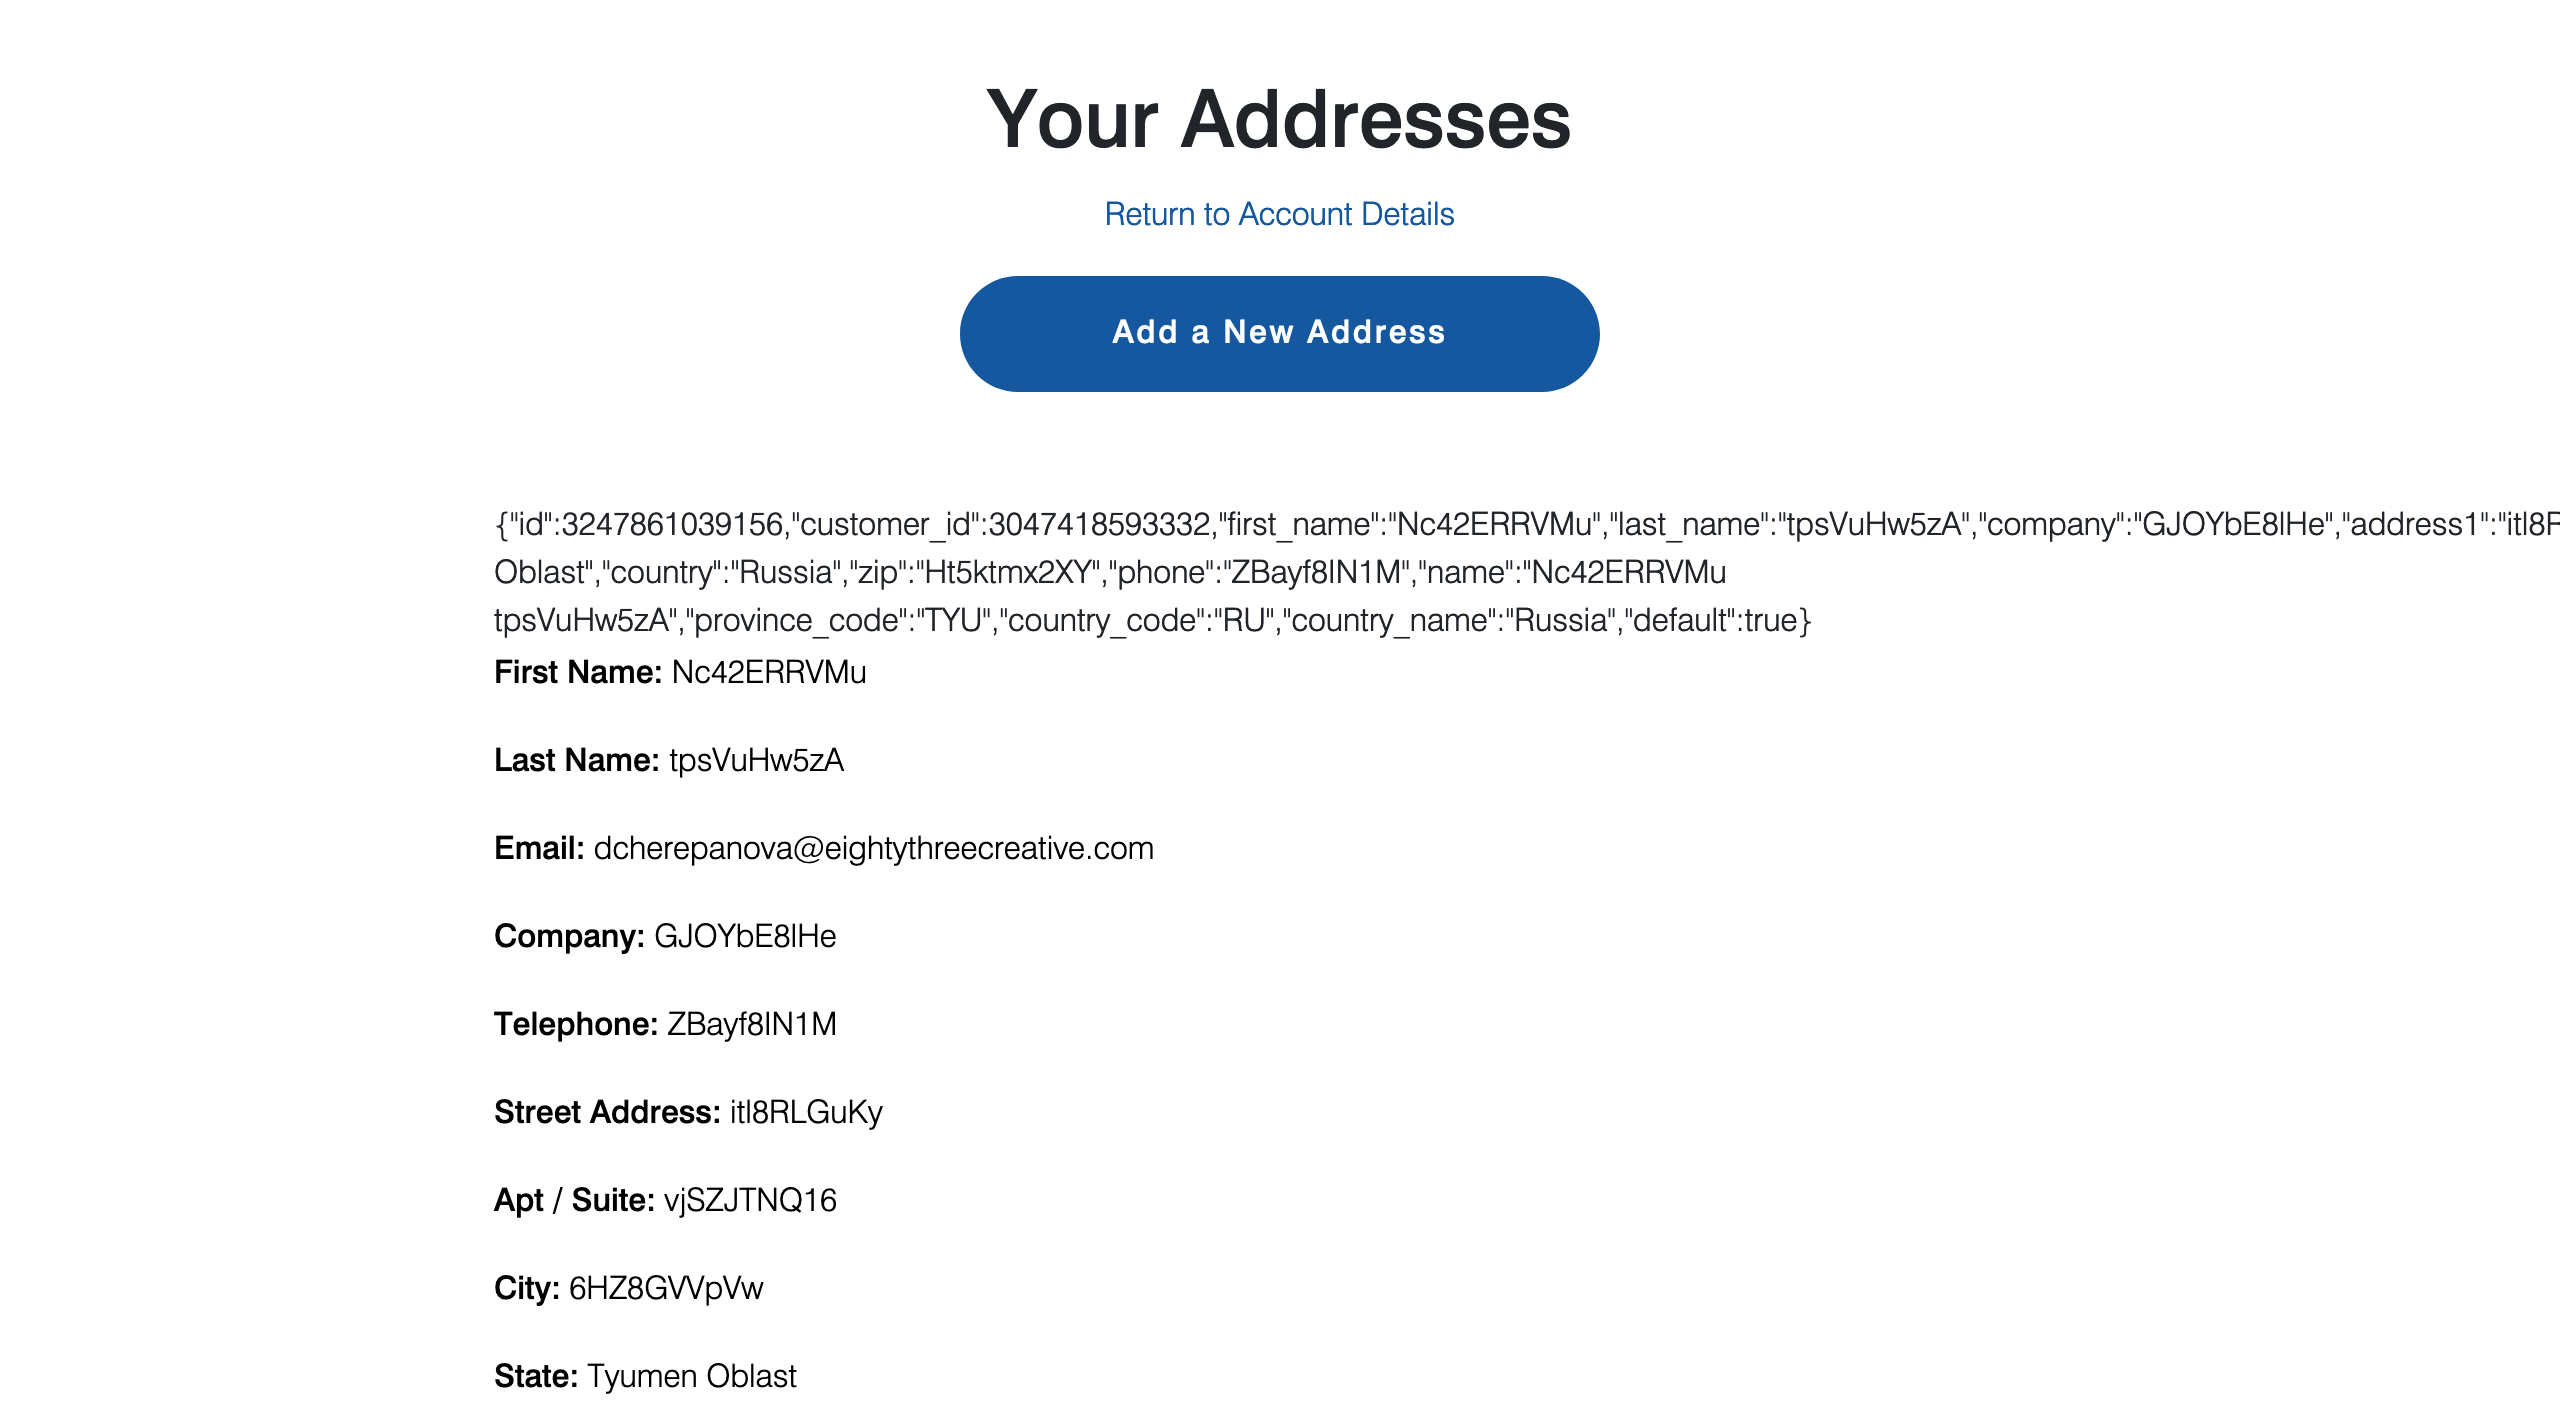 Your Addresses
Return to Account Details
Add a New Address
{"id":3247861039156,"customer_id":3047418593332,"first_name":"Nc42ERRVMu","last_name":"tpsVuHw5zA","company":"GJOYbE8lHe","address1":"itl8R
Oblast","country":"Russia","zip":"Ht5ktmx2XY","phone":"ZBayf8lN1M","name":"Nc42ERRVMu
tpsVuHw5zA","province_code":"TYU","country_code":"RU","country_name":"Russia","default":true}
First Name: Nc42ERRVMu
Last Name: tpsVuHw5zA
Email: dcherepanova@eightythreecreative.com
Company: GJOYbE8lHe
Telephone: ZBayf8lN1M
Street Address: itl8RLGuKy
Apt / Suite: vjSZJTNQ16
City: 6HZ8GVVpVw
State: Tyumen Oblast